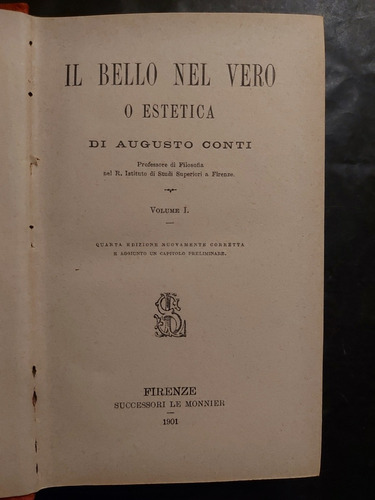 IL BELLO NEL VERO
O ESTETICA
DI AUGUSTO CONTI
Professore di Filosofia
nel R. Istituto di Studi Superiori a Firenze.
VOLUME I.
QUARTA EDIZIONE NUOVAMENTE CORRETTA
E AGGIUNTO UN CAPITOLO PRELIMINARE.
FIRENZE
SUCCESSORI LE MONNIER
1901